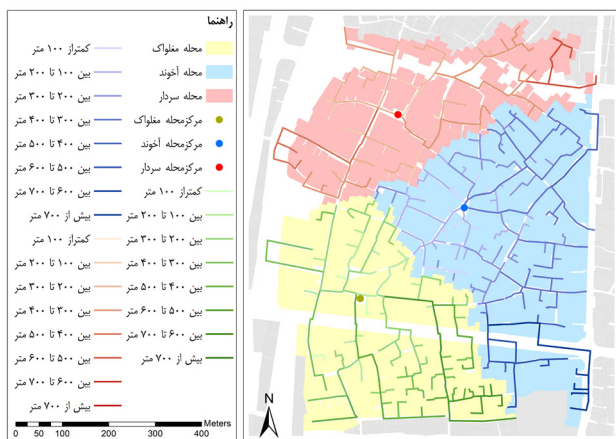 راهنما
محله مغلواک
محله آخوند
محله سردار
مرکزمحله مغلواک
مرکزمحله آخوند
مرکزمحله سردار
کمتراز ۱۰۰ متر
بین ۱۰۰ تا ۲۰۰ متر
بین ۲۰۰ تا ۳۰۰ متر
بین ۳۰۰ تا ۴۰۰ متر
بین ۴۰۰ تا ۵۰۰ متر
بین ۵۰۰ تا ۶۰۰ متر
بین ۶۰۰ تا ۷۰۰ متر
بیش از ۷۰۰ متر
کمتراز ۱۰۰ متر
بین ۱۰۰ تا ۲۰۰ متر
بین ۲۰۰ تا ۳۰۰ متر
بین ۳۰۰ تا ۴۰۰ متر
بین ۴۰۰ تا ۵۰۰ متر
بین ۵۰۰ تا ۶۰۰ متر
بین ۶۰۰ تا ۷۰۰ متر
بیش از ۷۰۰ متر
کمتراز ۱۰۰ متر
بین ۱۰۰ تا ۲۰۰ متر
بین ۲۰۰ تا ۳۰۰ متر
بین ۳۰۰ تا ۴۰۰ متر
بین ۴۰۰ تا ۵۰۰ متر
بین ۵۰۰ تا ۶۰۰ متر
بین ۶۰۰ تا ۷۰۰ متر
بیش از ۷۰۰ متر
Meters
0 50 100 200 300 400
N